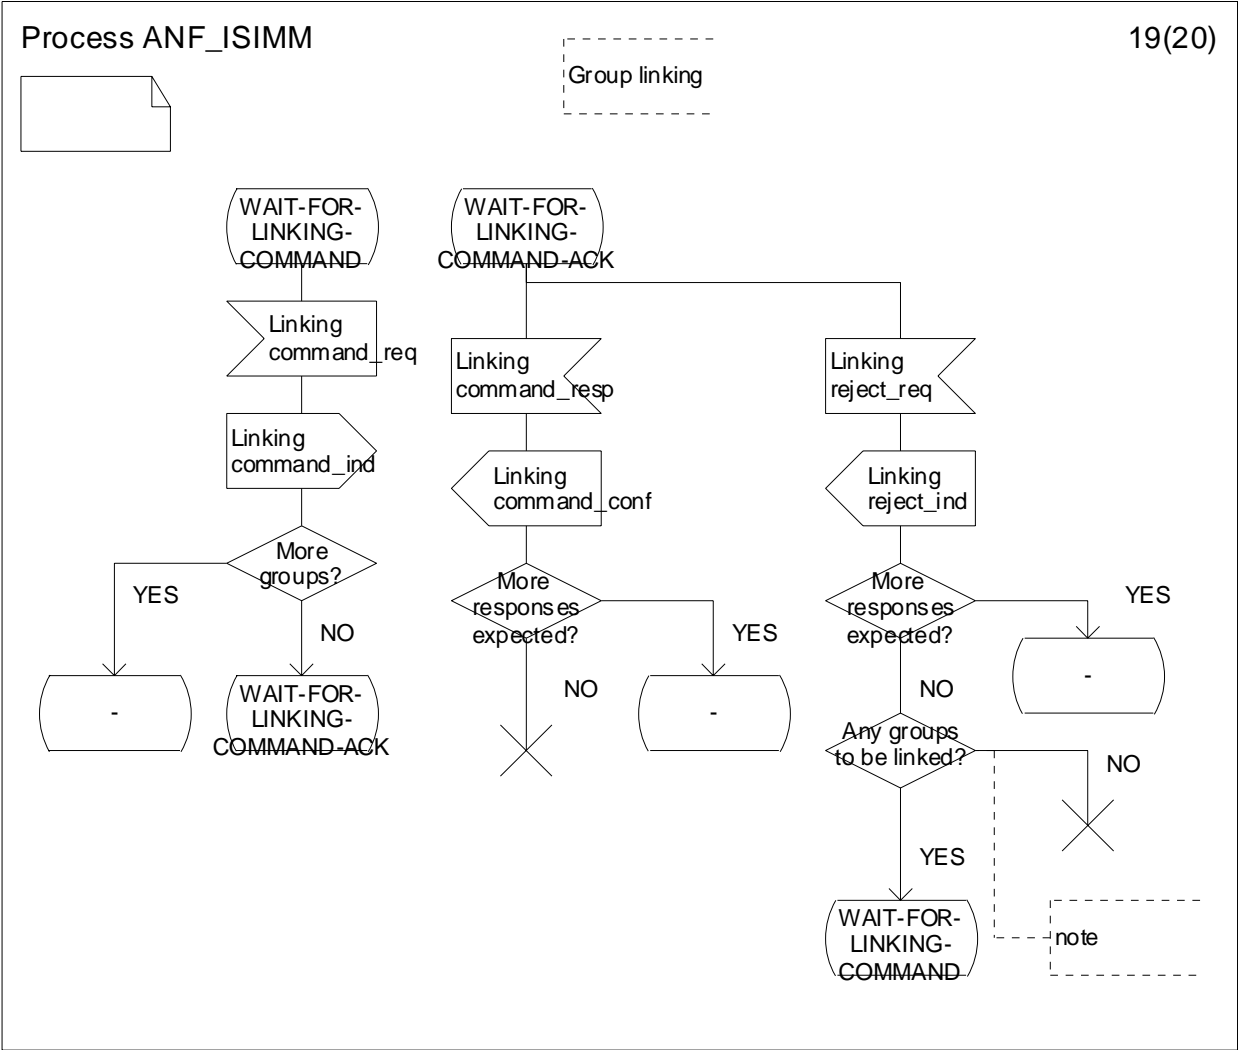 Process ANF_ISIMM
19(20)
Group linking
WAIT-FOR-
LINKING-
COMMAND
WAIT-FOR-
LINKING-
COMMAND-ACK
Linking
command_req
Linking
command_resp
Linking
reject_req
Linking
command_ind
Linking
command_conf
Linking
reject_ind
More
groups?
YES
NO
More
responses
expected?
YES
NO
More
responses
expected?
YES
NO
-
WAIT-FOR-
LINKING-
COMMAND-ACK
-
-
Any groups
to be linked?
NO
YES
WAIT-FOR-
LINKING-
COMMAND
note